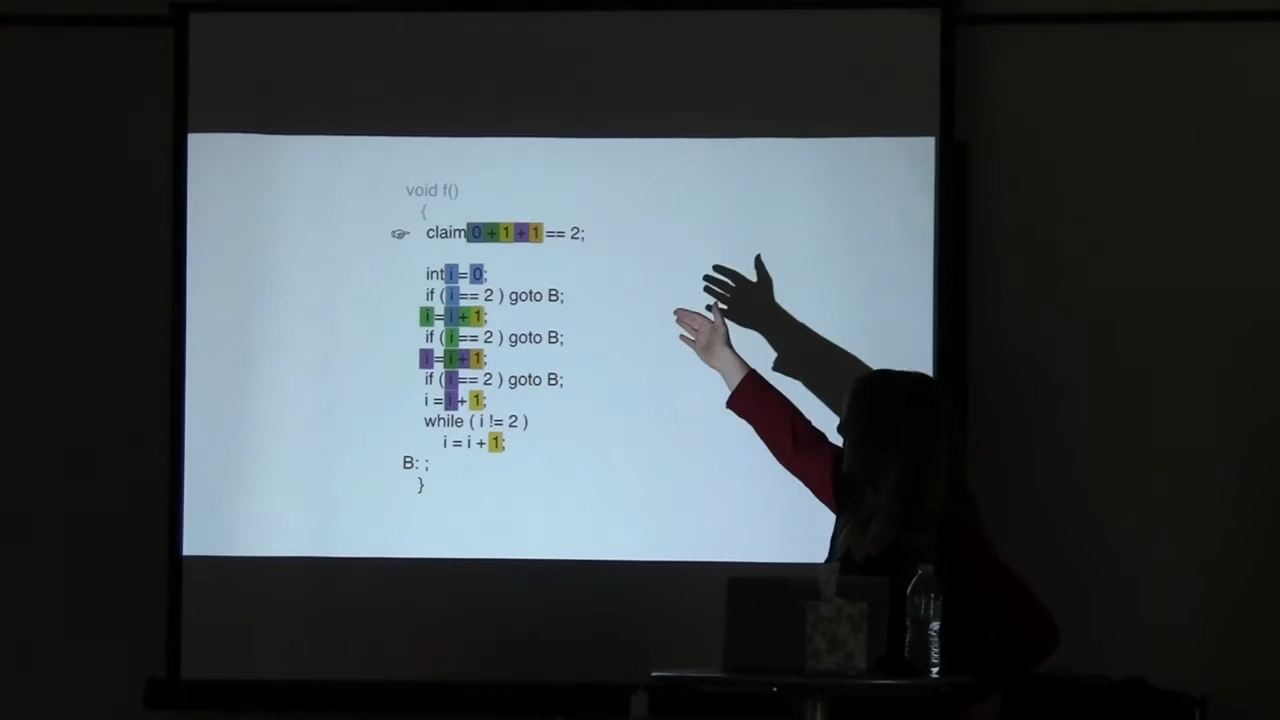 void f()
{
☞ claim 0 + 1 + 1 == 2;
int i = 0;
if ( i == 2 ) goto B;
i = i + 1;
if ( i == 2 ) goto B;
i = i + 1;
if ( i == 2 ) goto B;
i = i + 1;
while ( i != 2 )
i = i + 1;
B: ;
}